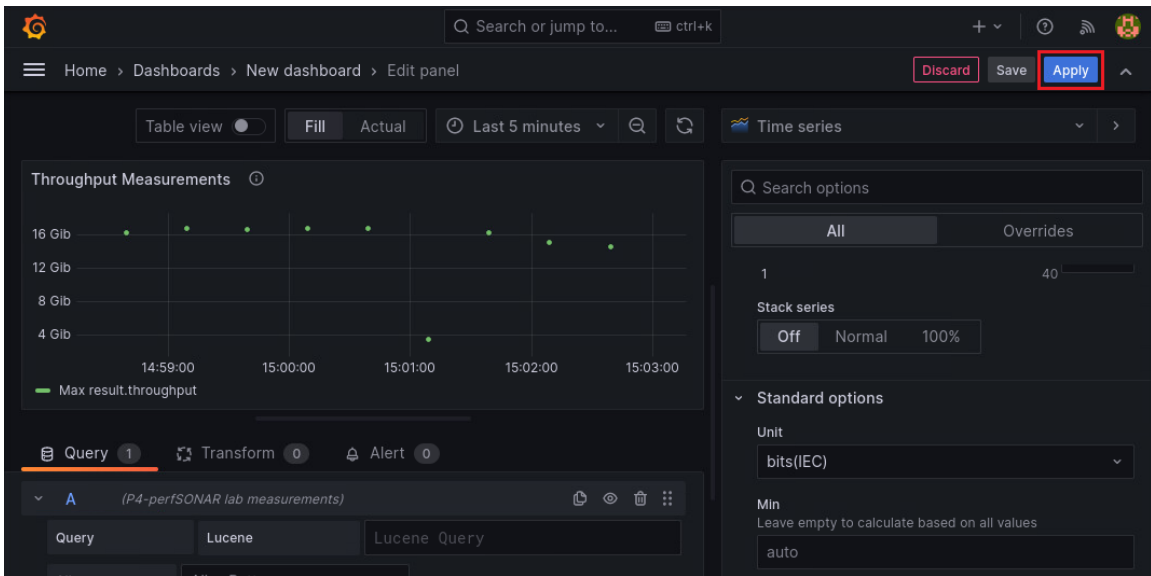 Search or jump to... ctrl+k
Home › Dashboards › New dashboard › Edit panel
Discard Save Apply
Table view Fill Actual Last 5 minutes
Time series
Throughput Measurements
16 Gib
12 Gib
8 Gib
4 Gib
14:59:00 15:00:00 15:01:00 15:02:00 15:03:00
Max result.throughput
Query 1 Transform 0 Alert 0
A (P4-perfSONAR lab measurements)
Query Lucene Lucene Query
Search options
All Overrides
1 40
Stack series
Off Normal 100%
Standard options
Unit
bits(IEC)
Min
Leave empty to calculate based on all values
auto